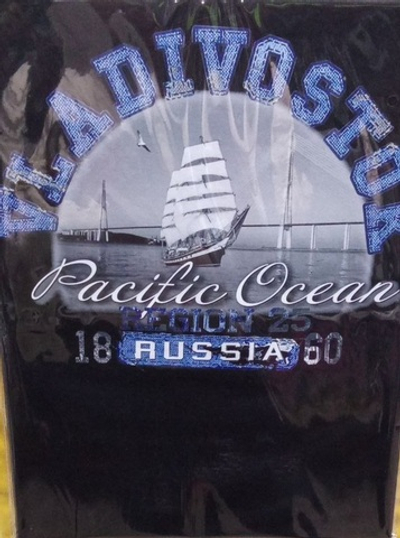 VLADIVOSTOK
Pacific Ocean
REGION 25
18 RUSSIA 60